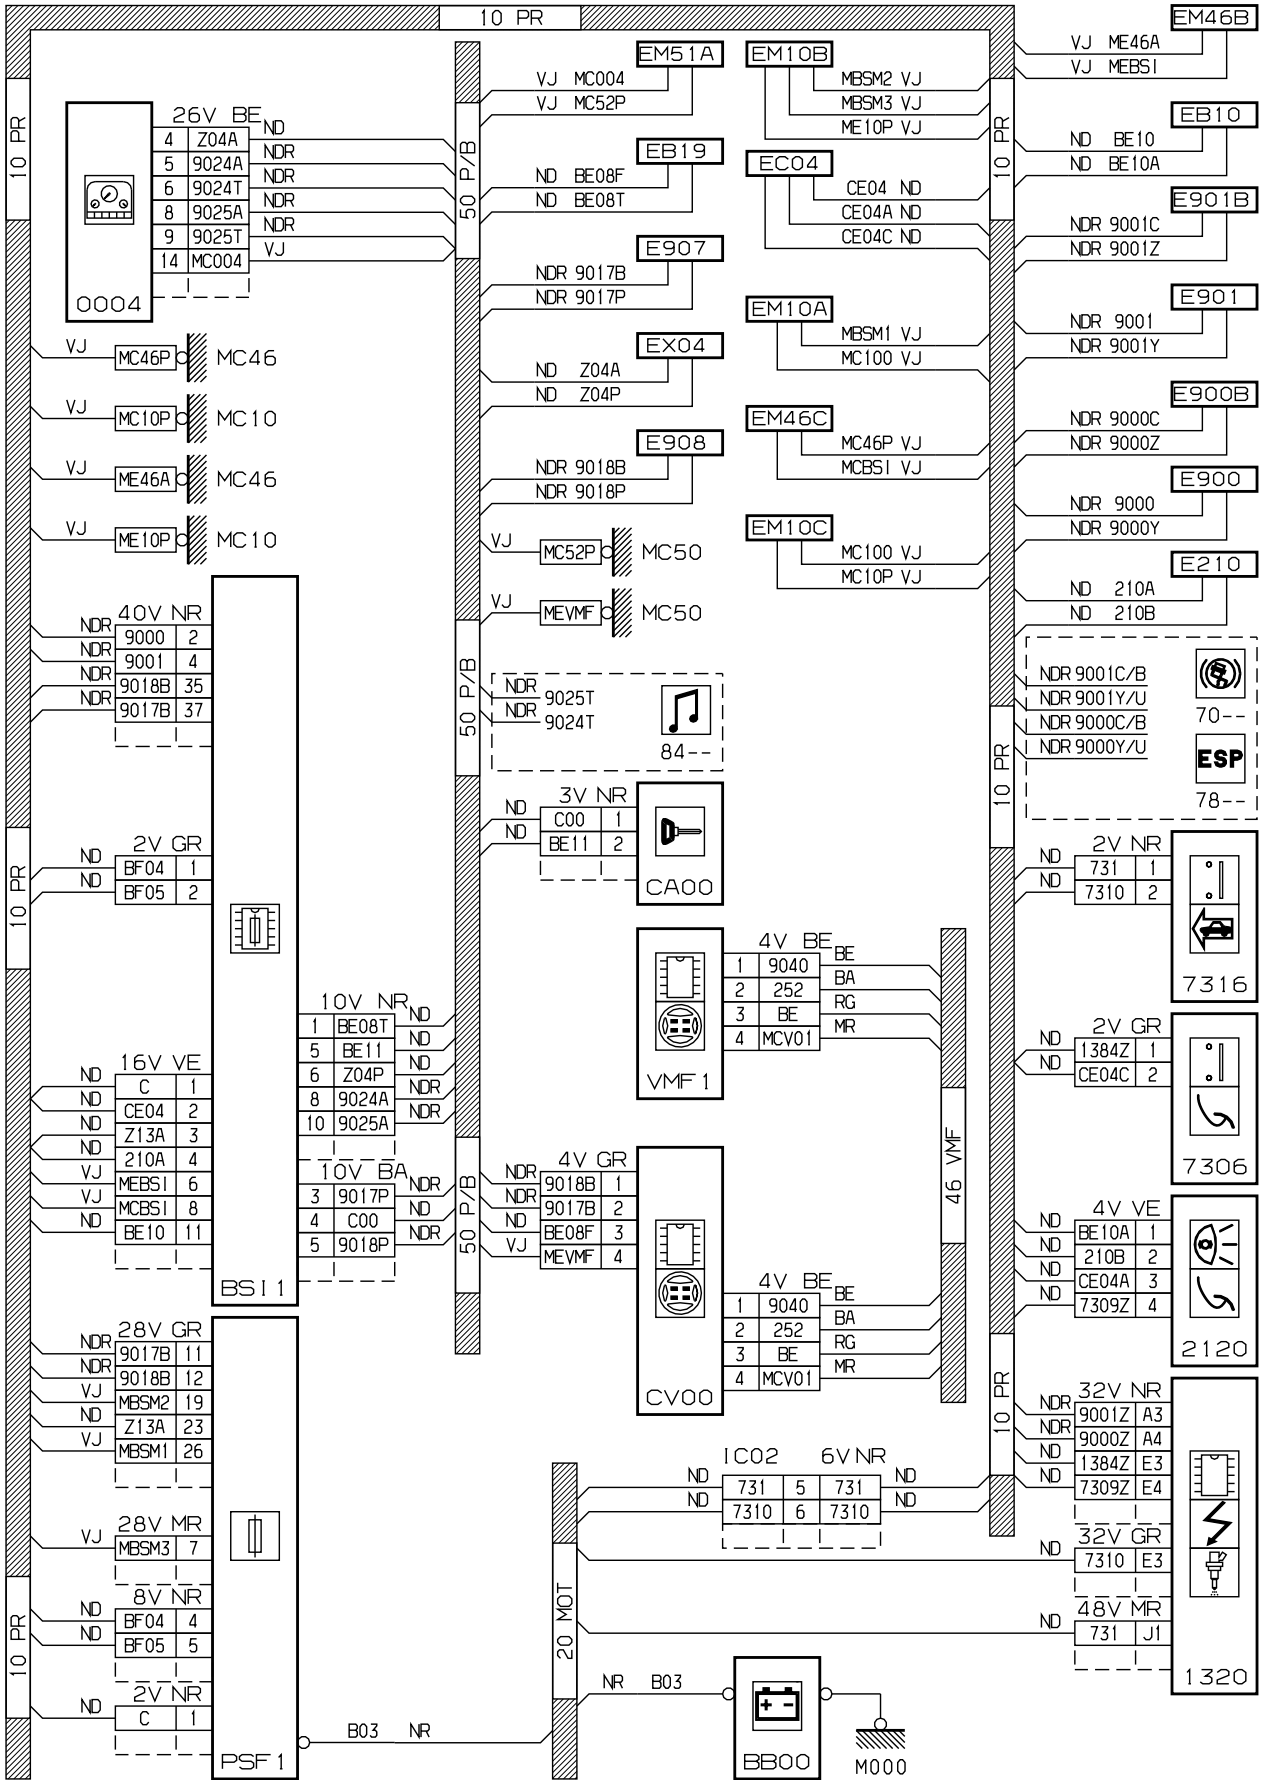 10 PR
10 PR
50 P/B
10 PR
26V BE
4 Z04A ND
5 9024A NDR
6 9024T NDR
8 9025A NDR
9 9025T NDR
14 MC004 VJ
0004
VJ MC46P MC46
VJ MC10P MC10
VJ ME46A MC46
VJ ME10P MC10
EM51A
VJ MC004
VJ MC52P
EB19
ND BE08F
ND BE08T
E907
NDR 9017B
NDR 9017P
EX04
ND Z04A
ND Z04P
E908
NDR 9018B
NDR 9018P
VJ MC52P MC50
VJ MEVMF MC50
EM10B
MBSM2 VJ
MBSM3 VJ
ME10P VJ
EC04
CE04 ND
CE04A ND
CE04C ND
EM10A
MBSM1 VJ
MC100 VJ
EM46C
MC46P VJ
MCBSI VJ
EM10C
MC100 VJ
MC10P VJ
EM46B
VJ ME46A
VJ MEBSI
EB10
ND BE10
ND BE10A
E901B
NDR 9001C
NDR 9001Z
E901
NDR 9001
NDR 9001Y
E900B
NDR 9000C
NDR 9000Z
E900
NDR 9000
NDR 9000Y
E210
ND 210A
ND 210B
40V NR
NDR 9000 2
NDR 9001 4
NDR 9018B 35
NDR 9017B 37
50 P/B
NDR 9025T
NDR 9024T
84--
10 PR
NDR 9001C/B
NDR 9001Y/U
NDR 9000C/B
NDR 9000Y/U
70--
ESP
78--
10 PR
2V GR
ND BF04 1
ND BF05 2
3V NR
ND C00 1
ND BE11 2
CA00
2V NR
ND 731 1
ND 7310 2
7316
10V NR
1 BE08T ND
5 BE11 ND
6 Z04P ND
8 9024A NDR
10 9025A NDR
10V BA
3 9017P NDR
4 C00 ND
5 9018P NDR
16V VE
ND C 1
ND CE04 2
ND Z13A 3
ND 210A 4
VJ MEBSI 6
VJ MCBSI 8
ND BE10 11
BSI1
50 P/B
4V BE
1 9040 BE
2 252 BA
3 BE RG
4 MCV01 MR
VMF1
46 VMF
4V GR
NDR 9018B 1
NDR 9017B 2
ND BE08F 3
VJ MEVMF 4
4V BE
1 9040 BE
2 252 BA
3 BE RG
4 MCV01 MR
CV00
2V GR
ND 1384Z 1
ND CE04C 2
7306
4V VE
ND BE10A 1
ND 210B 2
ND CE04A 3
ND 7309Z 4
2120
28V GR
NDR 9017B 11
NDR 9018B 12
VJ MBSM2 19
ND Z13A 23
VJ MBSM1 26
28V MR
VJ MBSM3 7
8V NR
ND BF04 4
ND BF05 5
2V NR
ND C 1
10 PR
PSF1
B03 NR
20 MOT
IC02 6V NR
ND 731 5 731 ND
ND 7310 6 7310 ND
NR B03
BB00
M000
10 PR
32V NR
NDR 9001Z A3
NDR 9000Z A4
ND 1384Z E3
ND 7309Z E4
32V GR
ND 7310 E3
48V MR
ND 731 J1
1320